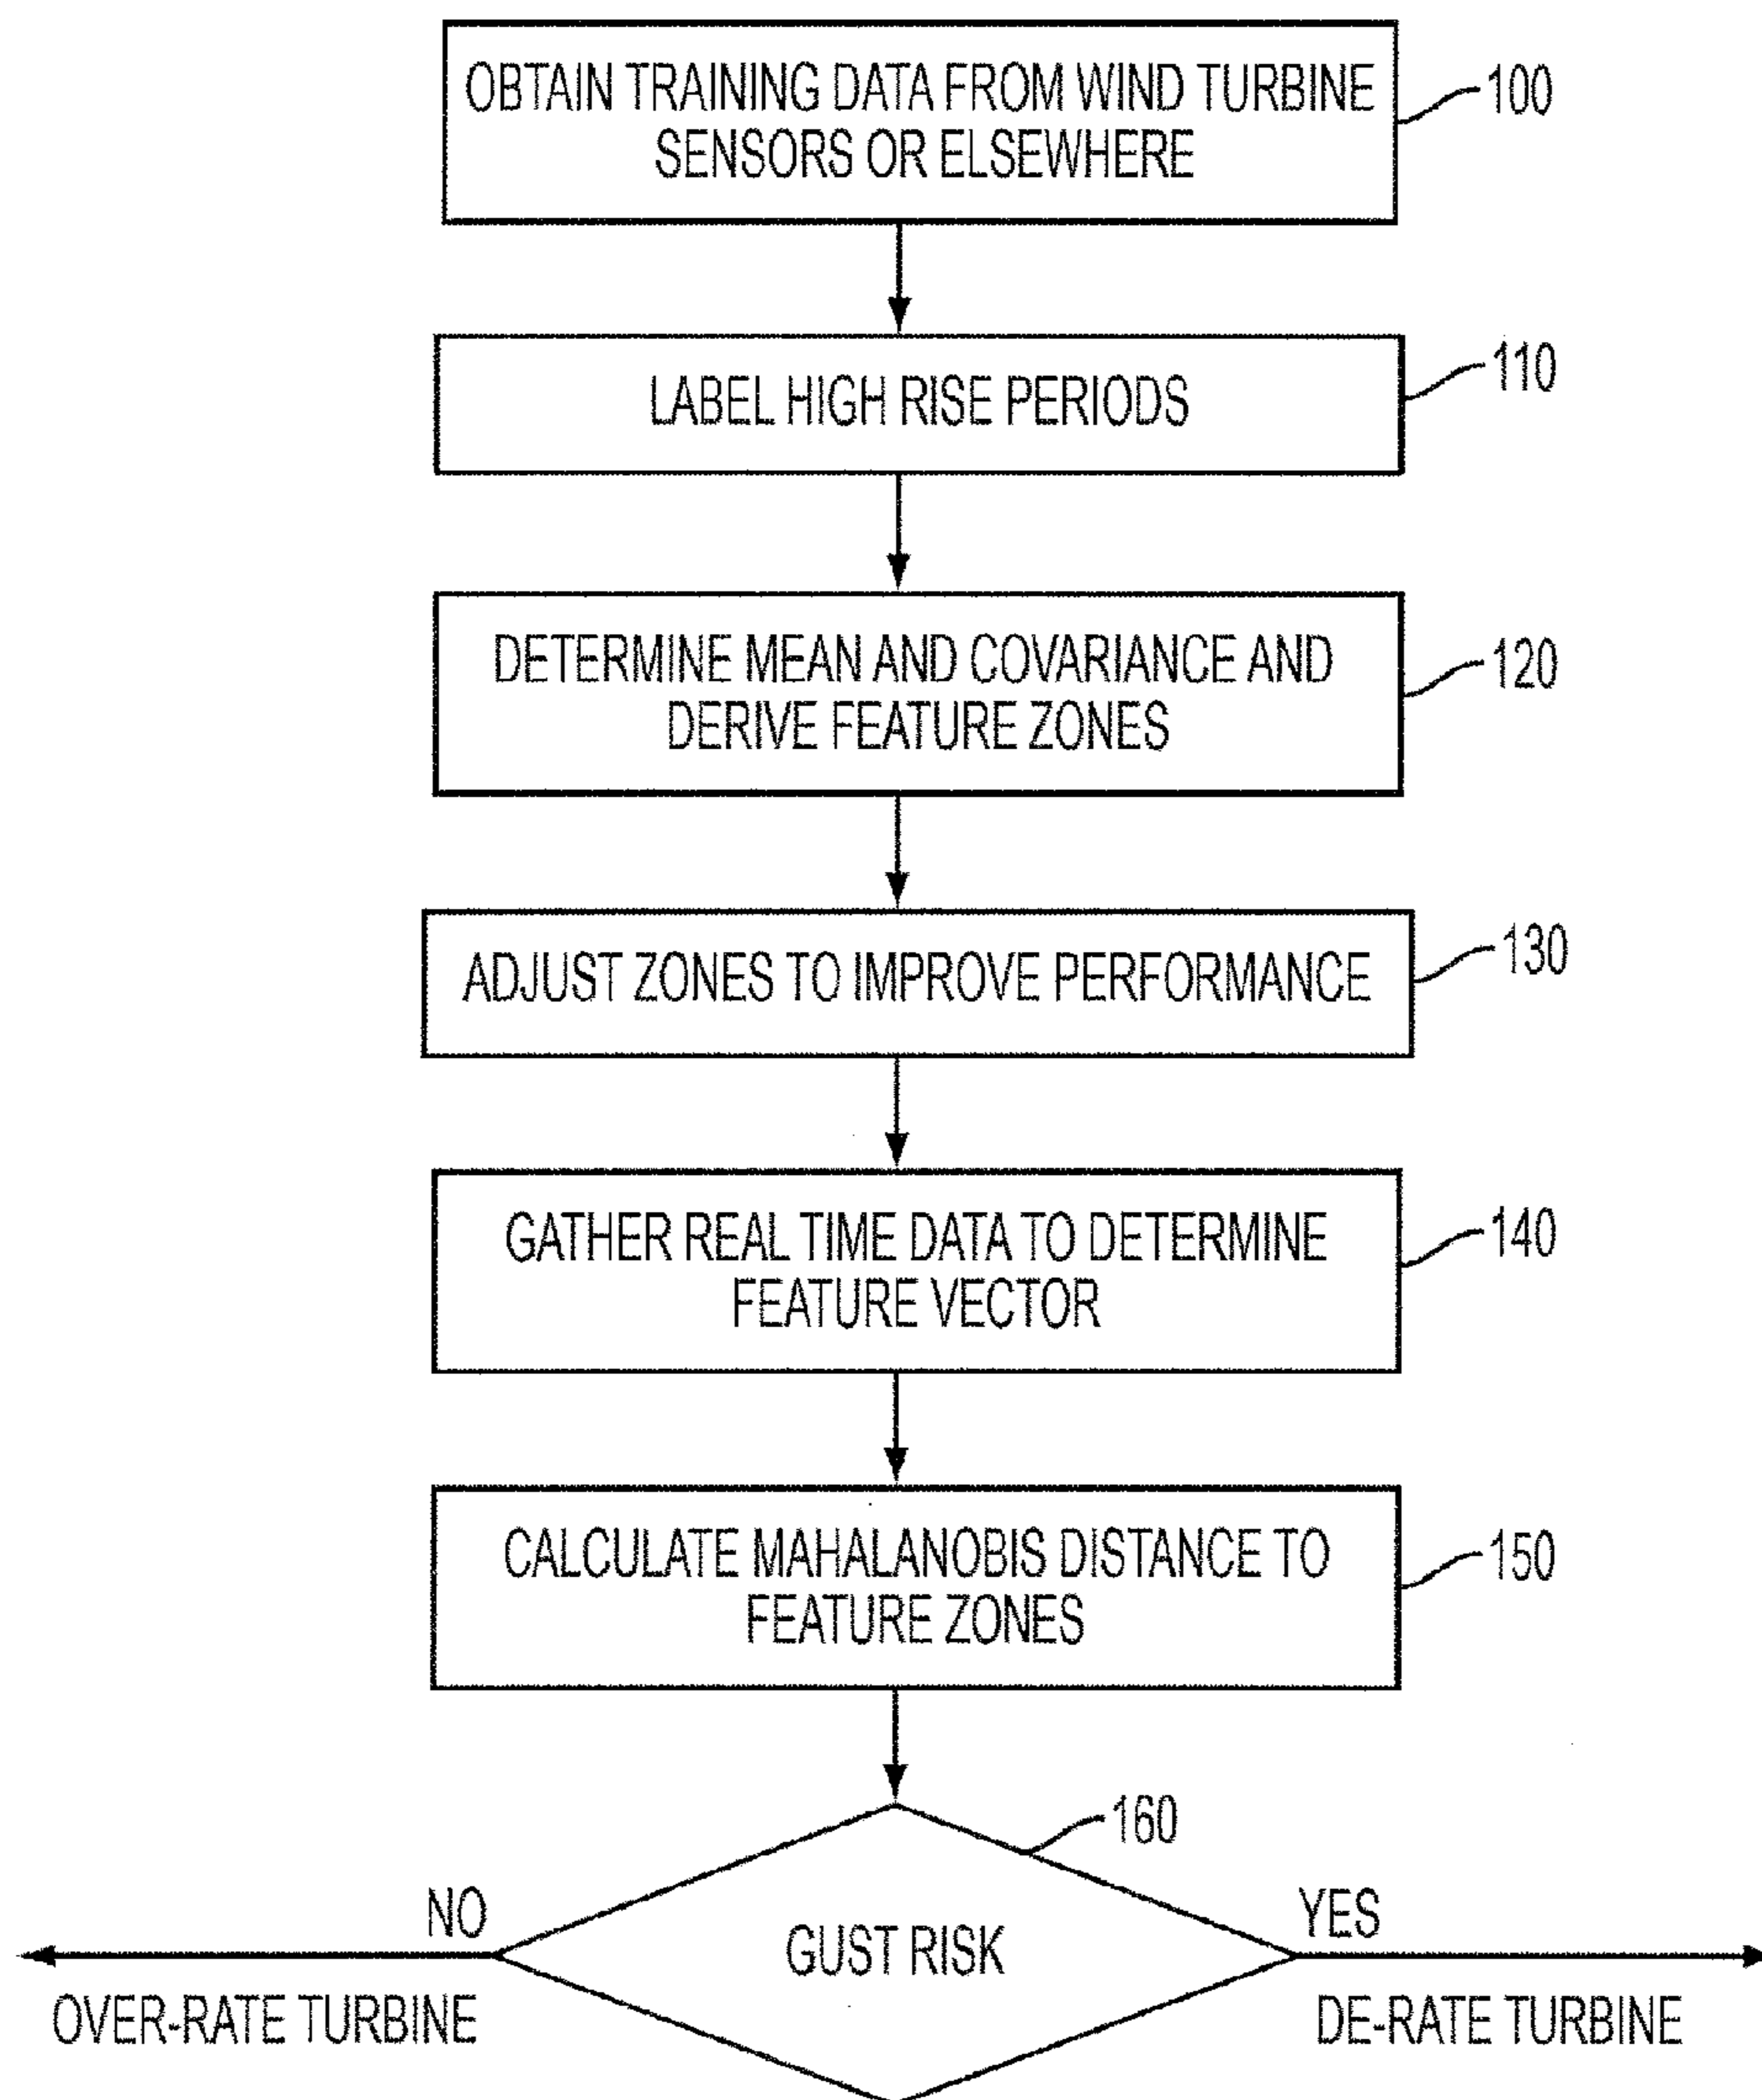 OBTAIN TRAINING DATA FROM WIND TURBINE
SENSORS OR ELSEWHERE
100
LABEL HIGH RISE PERIODS
110
DETERMINE MEAN AND COVARIANCE AND
DERIVE FEATURE ZONES
120
ADJUST ZONES TO IMPROVE PERFORMANCE
130
GATHER REAL TIME DATA TO DETERMINE
FEATURE VECTOR
140
CALCULATE MAHALANOBIS DISTANCE TO
FEATURE ZONES
150
160
NO
GUST RISK
YES
OVER-RATE TURBINE
DE-RATE TURBINE